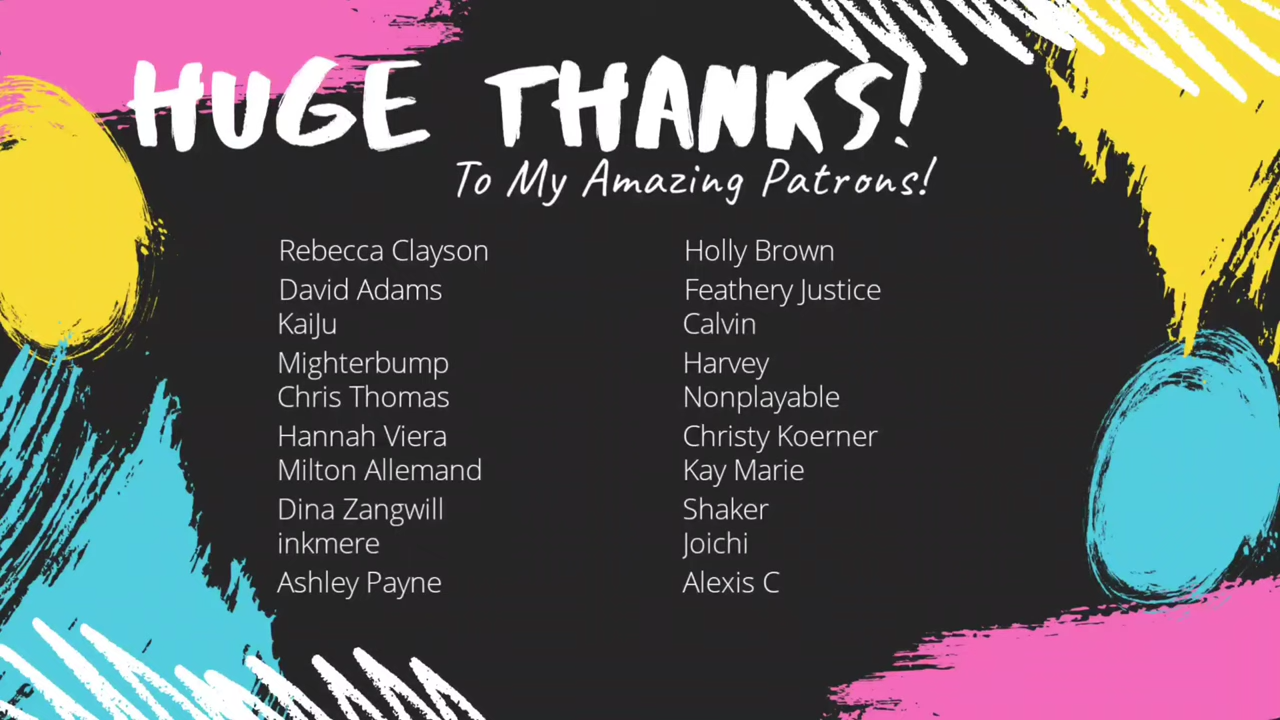 HUGE THANKS!
To My Amazing Patrons!
Rebecca Clayson
David Adams
KaiJu
Mighterbump
Chris Thomas
Hannah Viera
Milton Allemand
Dina Zangwill
inkmere
Ashley Payne
Holly Brown
Feathery Justice
Calvin
Harvey
Nonplayable
Christy Koerner
Kay Marie
Shaker
Joichi
Alexis C